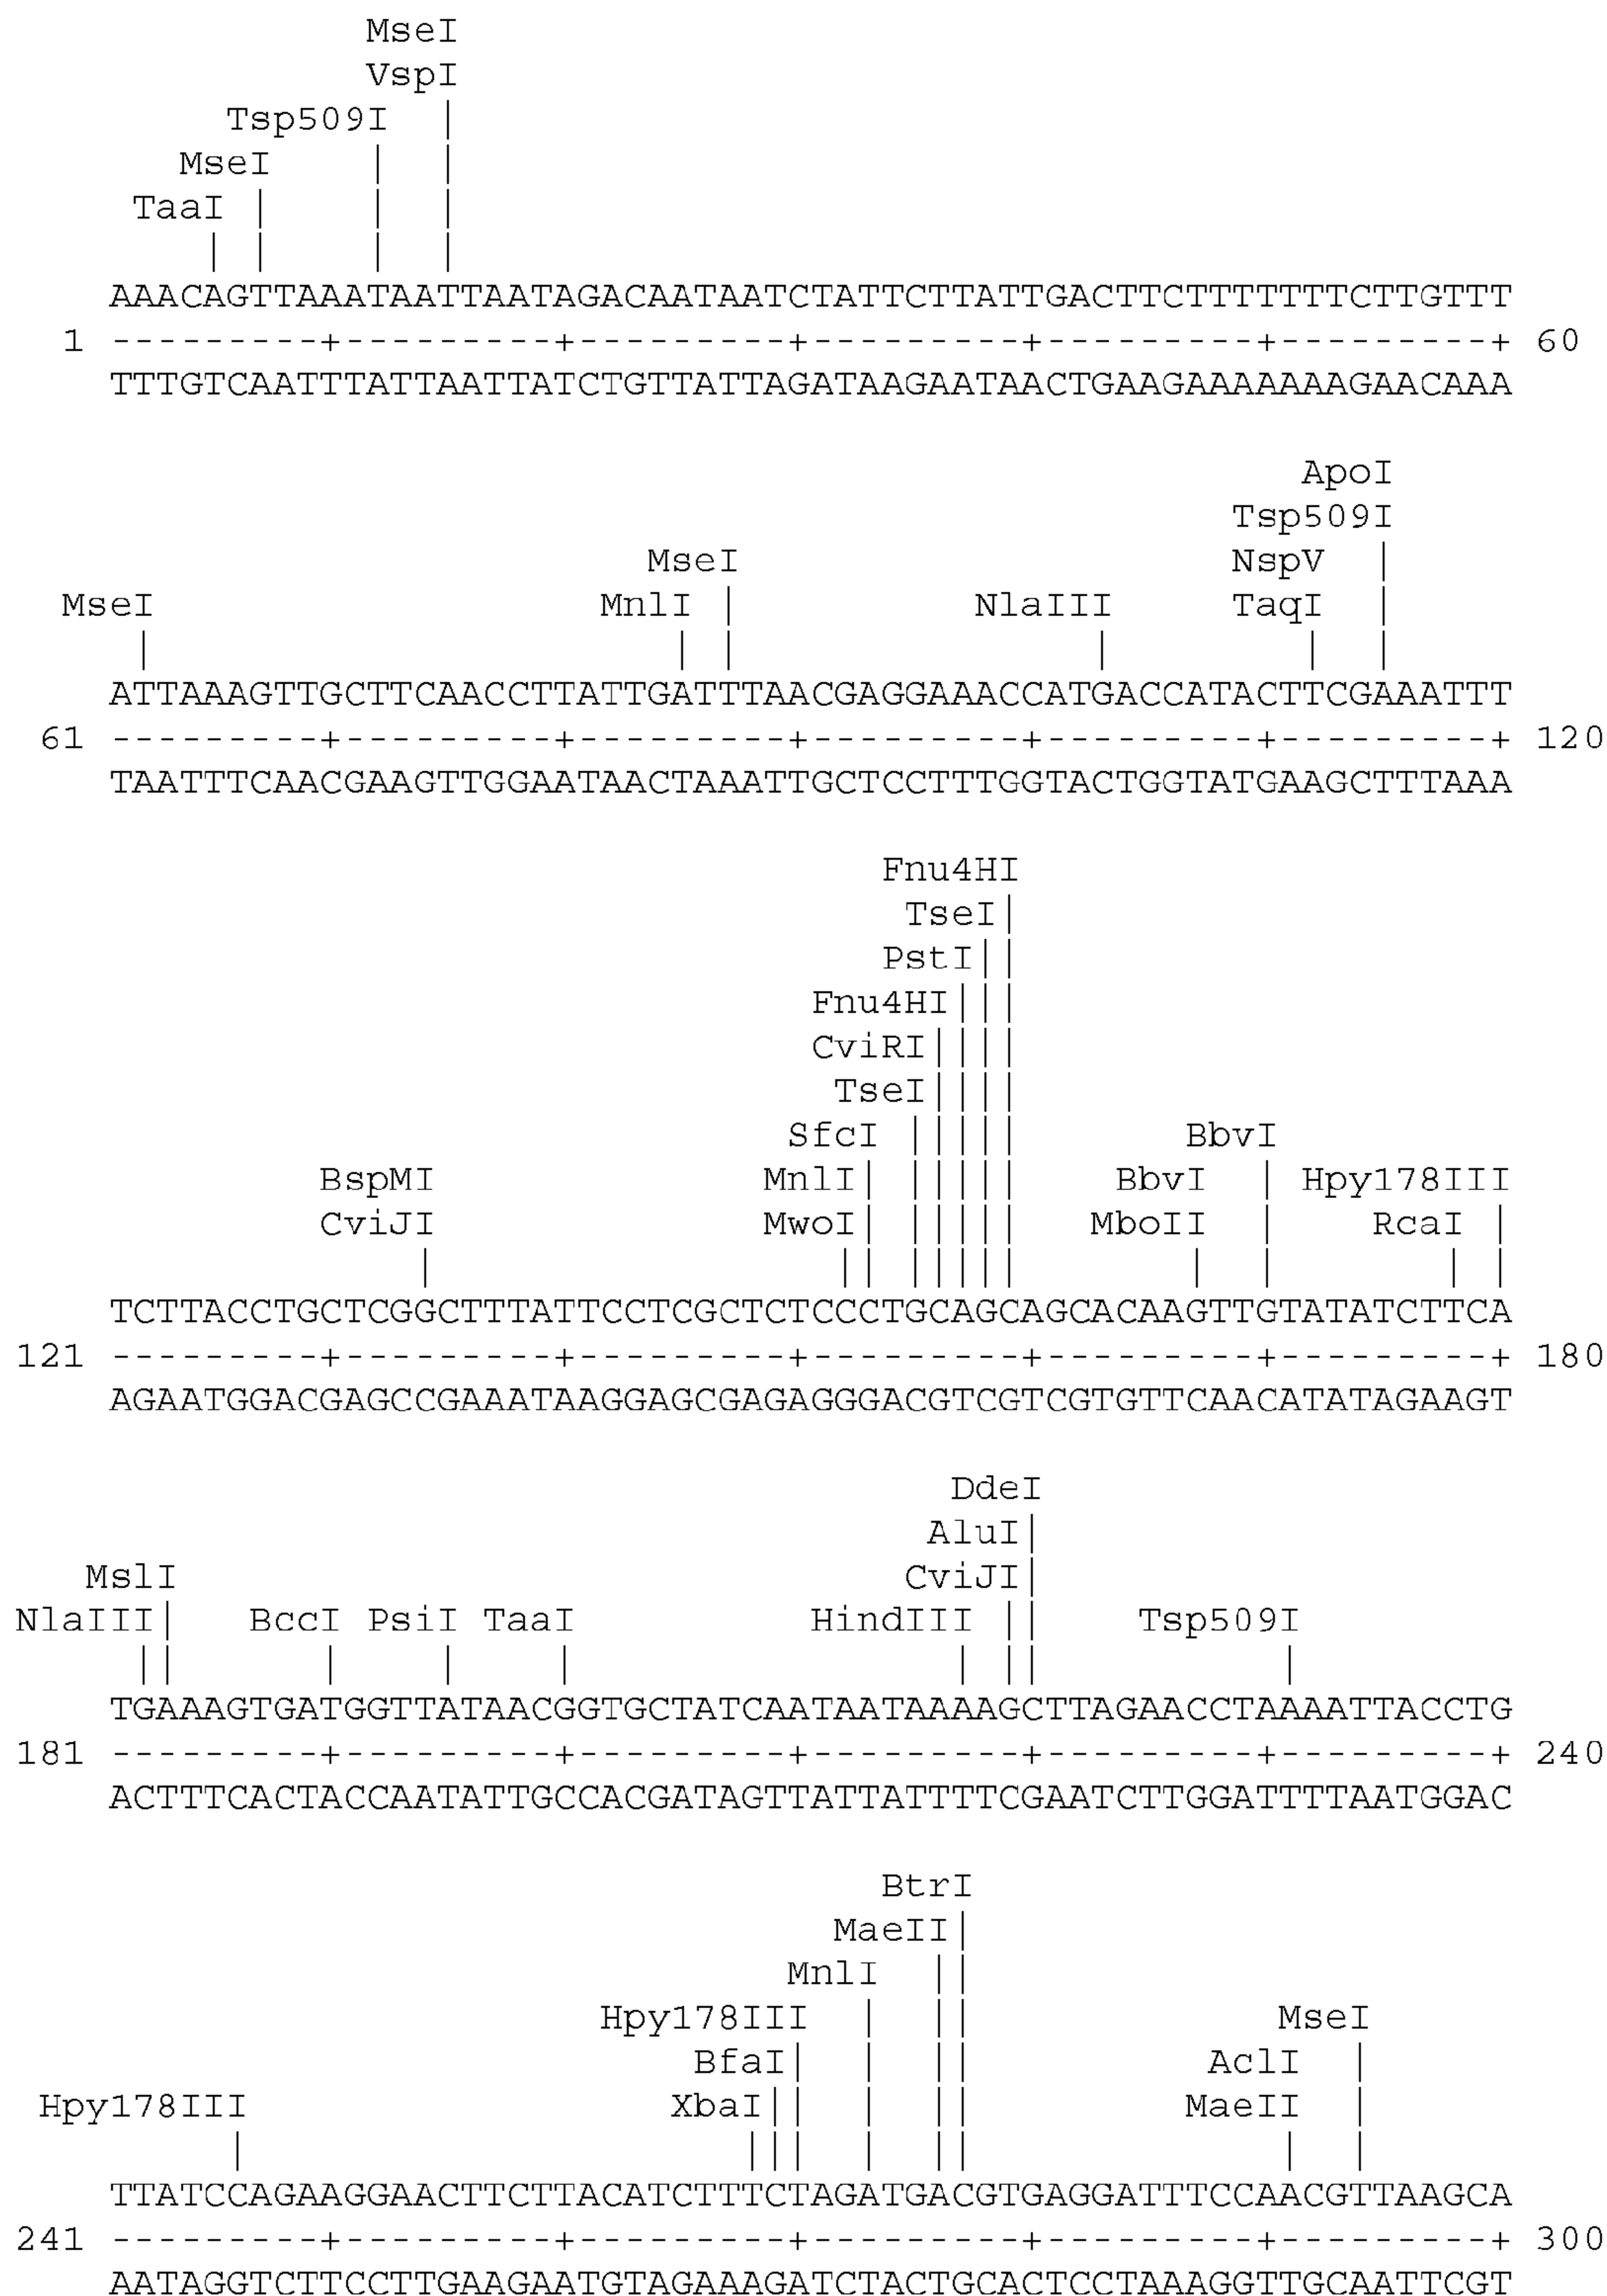 MseI
VspI
Tsp509I |
MseI | |
TaaI | | |
| | | |
AAACAGTTAAATAATTAATAGACAATAATCTATTCTTATTGACTTCTTTTTTTCTTGTTT
1 ---------+---------+---------+---------+---------+---------+ 60
TTTGTCAATTTATTAATTATCTGTTATTAGATAAGAATAACTGAAGAAAAAAAGAACAAA
ApoI
Tsp509I
MseI NspV |
MseI MnlI | NlaIII TaqI |
| | | | | |
ATTAAAGTTGCTTCAACCTTATTGATTTAACGAGGAAACCATGACCATACTTCGAAATTT
61 ---------+---------+---------+---------+---------+---------+ 120
TAATTTCAACGAAGTTGGAATAACTAAATTGCTCCTTTGGTACTGGTATGAAGCTTTAAA
Fnu4HI
TseI|
PstI||
Fnu4HI|||
CviRI||||
TseI||||
SfcI ||||| BbvI
BspMI MnlI| ||||| BbvI | Hpy178III
CviJI MwoI| ||||| MboII | RcaI |
| || ||||| | | | |
TCTTACCTGCTCGGCTTTATTCCTCGCTCTCCCTGCAGCAGCACAAGTTGTATATCTTCA
121 ---------+---------+---------+---------+---------+---------+ 180
AGAATGGACGAGCCGAAATAAGGAGCGAGAGGGACGTCGTCGTGTTCAACATATAGAAGT
DdeI
AluI|
MslI CviJI|
NlaIII| BccI PsiI TaaI HindIII || Tsp509I
|| | | | | || |
TGAAAGTGATGGTTATAACGGTGCTATCAATAATAAAAGCTTAGAACCTAAAATTACCTG
181 ---------+---------+---------+---------+---------+---------+ 240
ACTTTCACTACCAATATTGCCACGATAGTTATTATTTTCGAATCTTGGATTTTAATGGAC
BtrI
MaeII|
MnlI ||
Hpy178III | || MseI
BfaI| | || AclI |
Hpy178III XbaI|| | || MaeII |
| ||| | || | |
TTATCCAGAAGGAACTTCTTACATCTTTCTAGATGACGTGAGGATTTCCAACGTTAAGCA
241 ---------+---------+---------+---------+---------+---------+ 300
AATAGGTCTTCCTTGAAGAATGTAGAAAGATCTACTGCACTCCTAAAGGTTGCAATTCGT